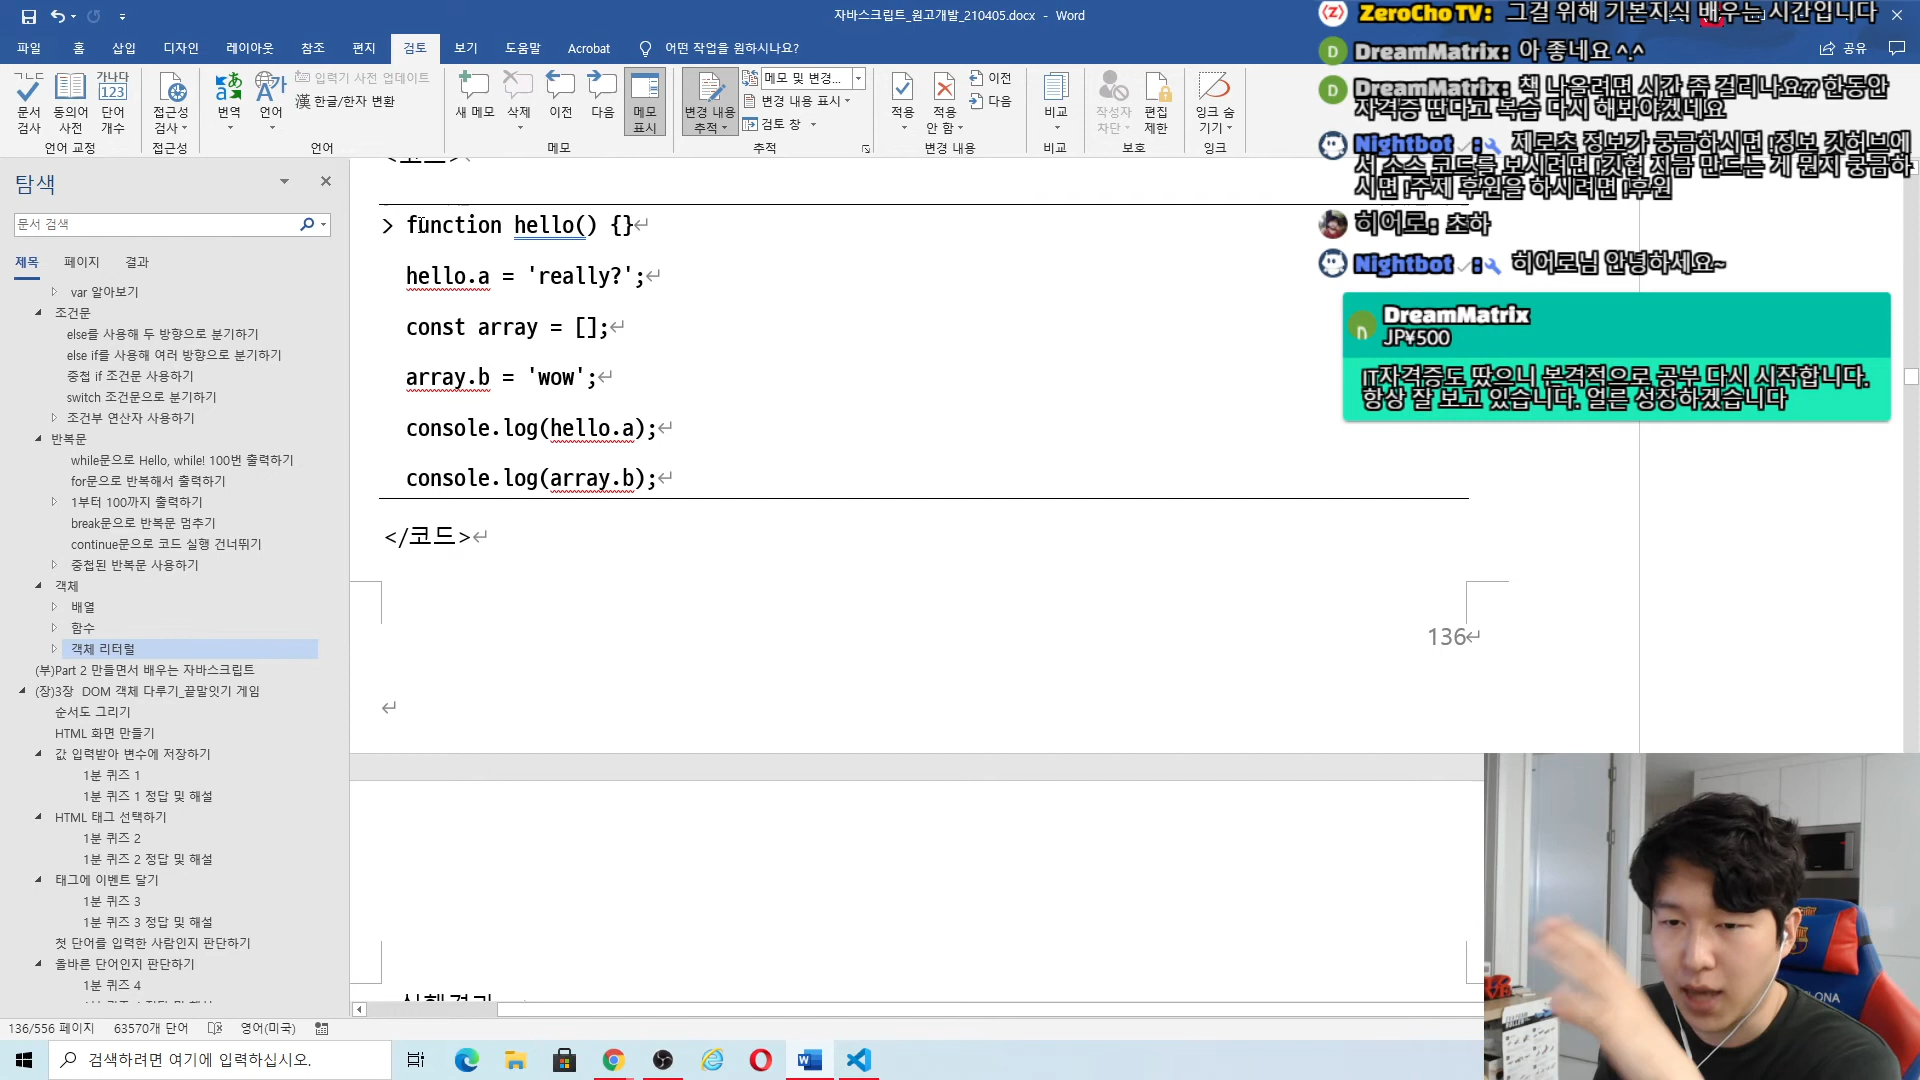 자바스크립트_원고개발_210405.docx - Word
파일 홈 삽입 디자인 레이아웃 참조 편지 검토 보기 도움말 Acrobat 어떤 작업을 원하시나요?
공유
문서 검사
동의어 사전
단어 개수
언어 교정
접근성 검사
접근성
번역
언어
입력기 사전 업데이트
한글/한자 변환
언어
새 메모
삭제
이전
다음
메모 표시
메모
변경 내용 추적
메모 및 변경...
변경 내용 표시
검토 창
추적
적용
적용 안 함
이전
다음
변경 내용
비교
비교
작성자 차단
편집 제한
보호
잉크 숨기기
잉크
탐색
문서 검색
제목 페이지 결과
var 알아보기
조건문
else를 사용해 두 방향으로 분기하기
else if를 사용해 여러 방향으로 분기하기
중첩 if 조건문 사용하기
switch 조건문으로 분기하기
조건부 연산자 사용하기
반복문
while문으로 Hello, while! 100번 출력하기
for문으로 반복해서 출력하기
1부터 100까지 출력하기
break문으로 반복문 멈추기
continue문으로 코드 실행 건너뛰기
중첩된 반복문 사용하기
객체
배열
함수
객체 리터럴
(부)Part 2 만들면서 배우는 자바스크립트
(장)3장 DOM 객체 다루기_끝말잇기 게임
순서도 그리기
HTML 화면 만들기
값 입력받아 변수에 저장하기
1분 퀴즈 1
1분 퀴즈 1 정답 및 해설
HTML 태그 선택하기
1분 퀴즈 2
1분 퀴즈 2 정답 및 해설
태그에 이벤트 달기
1분 퀴즈 3
1분 퀴즈 3 정답 및 해설
첫 단어를 입력한 사람인지 판단하기
올바른 단어인지 판단하기
1분 퀴즈 4
<코드>
> function hello() {}
hello.a = 'really?';
const array = [];
array.b = 'wow';
console.log(hello.a);
console.log(array.b);
</코드>
136
실행결과
ZeroCho TV: 그걸 위해 기본지식 배우는 시간입니다
DreamMatrix: 아 좋네요 ^.^
DreamMatrix: 책 나올려면 시간 좀 걸리나요?? 한동안
자격증 딴다고 복습 다시 해봐야겠네요
Nightbot: 제로초 정보가 궁금하시면 !정보 깃허브에
서 소스 코드를 보시려면 !깃헙 지금 만드는 게 뭔지 궁금하
시면 !주제 후원을 하시려면 !후원
히어로: 초하
Nightbot: 히어로님 안녕하세요~
DreamMatrix
JP¥500
IT자격증도 땄으니 본격적으로 공부 다시 시작합니다.
항상 잘 보고 있습니다. 얼른 성장하겠습니다
136/556 페이지 63570개 단어 영어(미국)
검색하려면 여기에 입력하십시오.